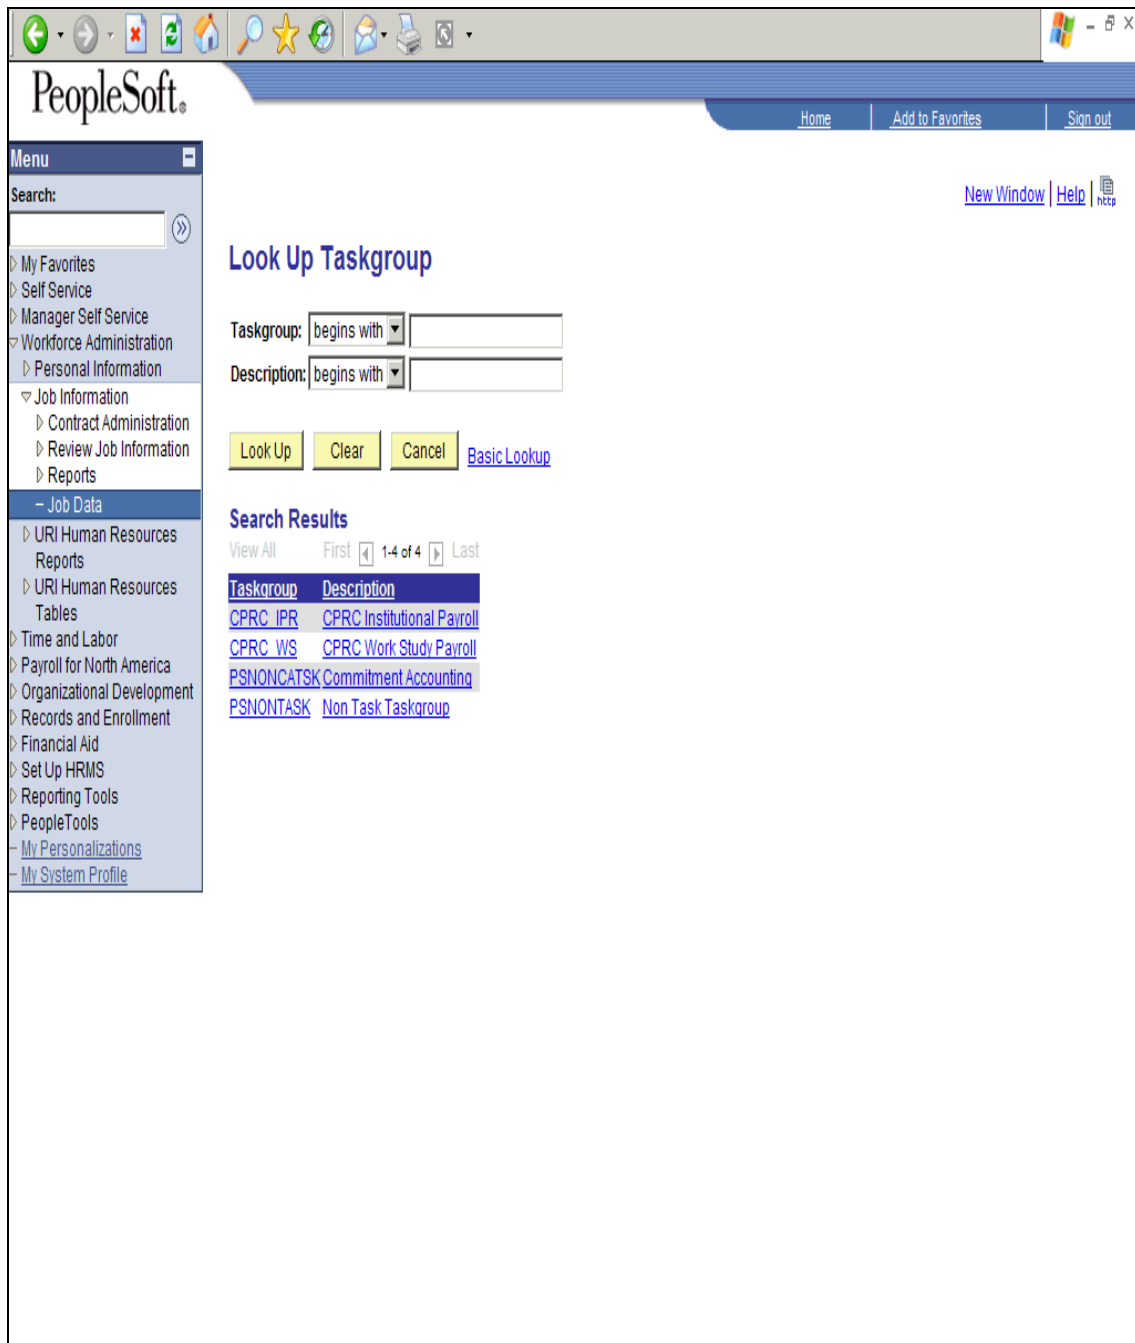 PeopleSoft®
Home
Add to Favorites
Sign out
Menu
Search:
New Window | Help | http
My Favorites
Self Service
Manager Self Service
Workforce Administration
Personal Information
Job Information
Contract Administration
Review Job Information
Reports
– Job Data
URI Human Resources
Reports
URI Human Resources
Tables
Time and Labor
Payroll for North America
Organizational Development
Records and Enrollment
Financial Aid
Set Up HRMS
Reporting Tools
PeopleTools
– My Personalizations
– My System Profile
Look Up Taskgroup
Taskgroup: begins with
Description: begins with
Look Up Clear Cancel Basic Lookup
Search Results
View All First 1-4 of 4 Last
Taskgroup Description
CPRC_IPR CPRC Institutional Payroll
CPRC_WS CPRC Work Study Payroll
PSNONCATSK Commitment Accounting
PSNONTASK Non Task Taskgroup